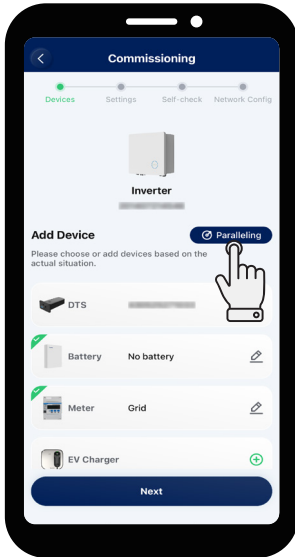 Commissioning
Devices Settings Self-check Network Config
Inverter
Add Device Paralleling
Please choose or add devices based on the
actual situation.
DTS
Battery No battery
Meter Grid
EV Charger
Next